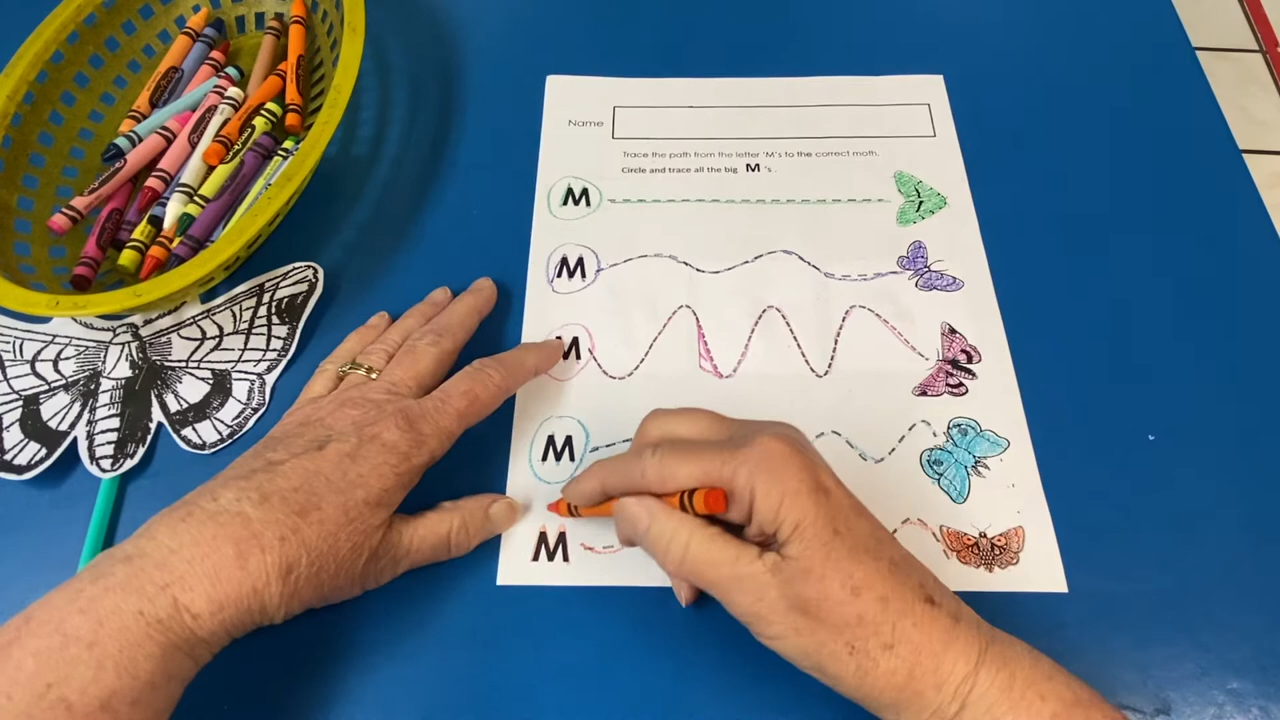 Name
Trace the path from the letter 'M's to the correct moth.
Circle and trace all the big M 's .
M
M
M
M
M